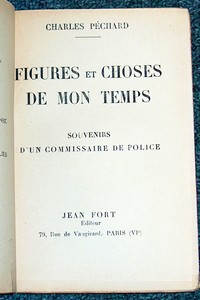 CHARLES PÉCHARD
FIGURES ET CHOSES
DE MON TEMPS
SOUVENIRS
D'UN COMMISSAIRE DE POLICE
JEAN FORT
Éditeur
79, Rue de Vaugirard, PARIS (VIᵉ)